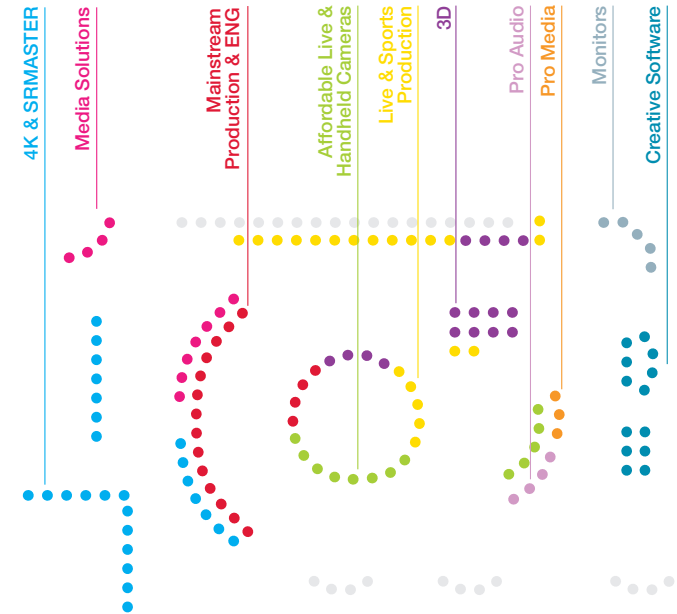 4K & SRMASTER
Media Solutions
Mainstream
Production & ENG
Affordable Live &
Handheld Cameras
Live & Sports
Production
3D
Pro Audio
Pro Media
Monitors
Creative Software